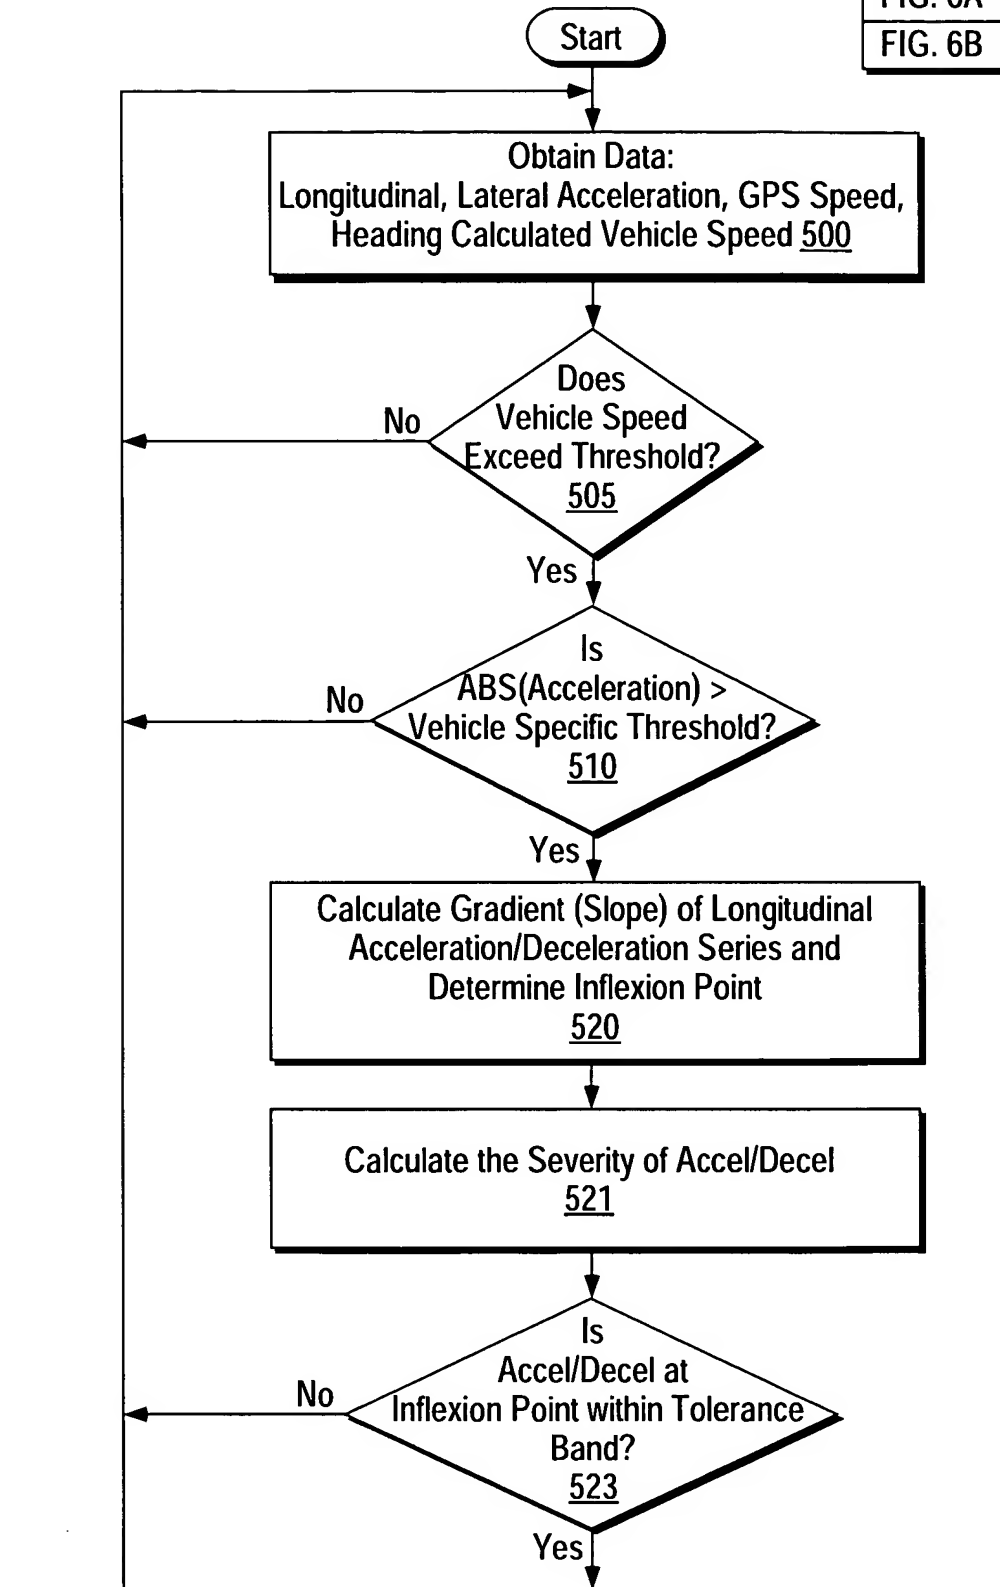 Start
FIG. 6A
FIG. 6B
Obtain Data:
Longitudinal, Lateral Acceleration, GPS Speed,
Heading Calculated Vehicle Speed 500
Does
Vehicle Speed
Exceed Threshold?
505
No
Yes
Is
ABS(Acceleration) >
Vehicle Specific Threshold?
510
No
Yes
Calculate Gradient (Slope) of Longitudinal
Acceleration/Deceleration Series and
Determine Inflexion Point
520
Calculate the Severity of Accel/Decel
521
Is
Accel/Decel at
Inflexion Point within Tolerance
Band?
523
No
Yes